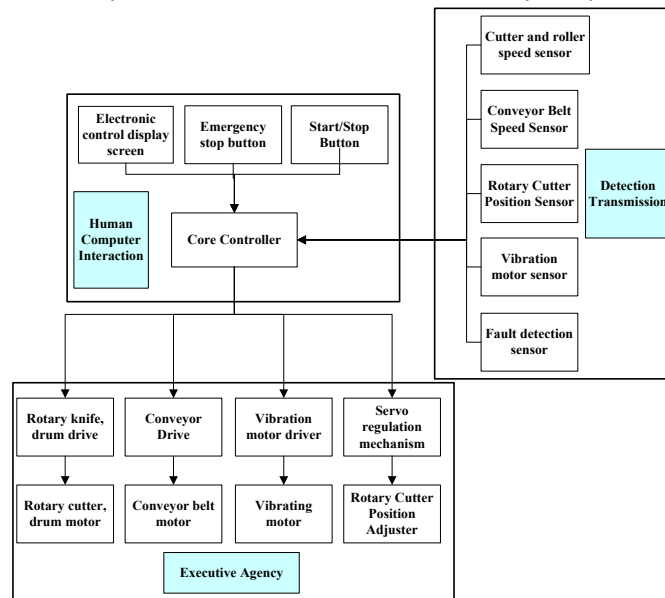 Cutter and roller
speed sensor
Conveyor Belt
Speed Sensor
Rotary Cutter
Position Sensor
Vibration
motor sensor
Fault detection
sensor
Detection
Transmission
Electronic
control display
screen
Emergency
stop button
Start/Stop
Button
Human
Computer
Interaction
Core Controller
Rotary knife,
drum drive
Conveyor
Drive
Vibration
motor driver
Servo
regulation
mechanism
Rotary cutter,
drum motor
Conveyor belt
motor
Vibrating
motor
Rotary Cutter
Position
Adjuster
Executive Agency